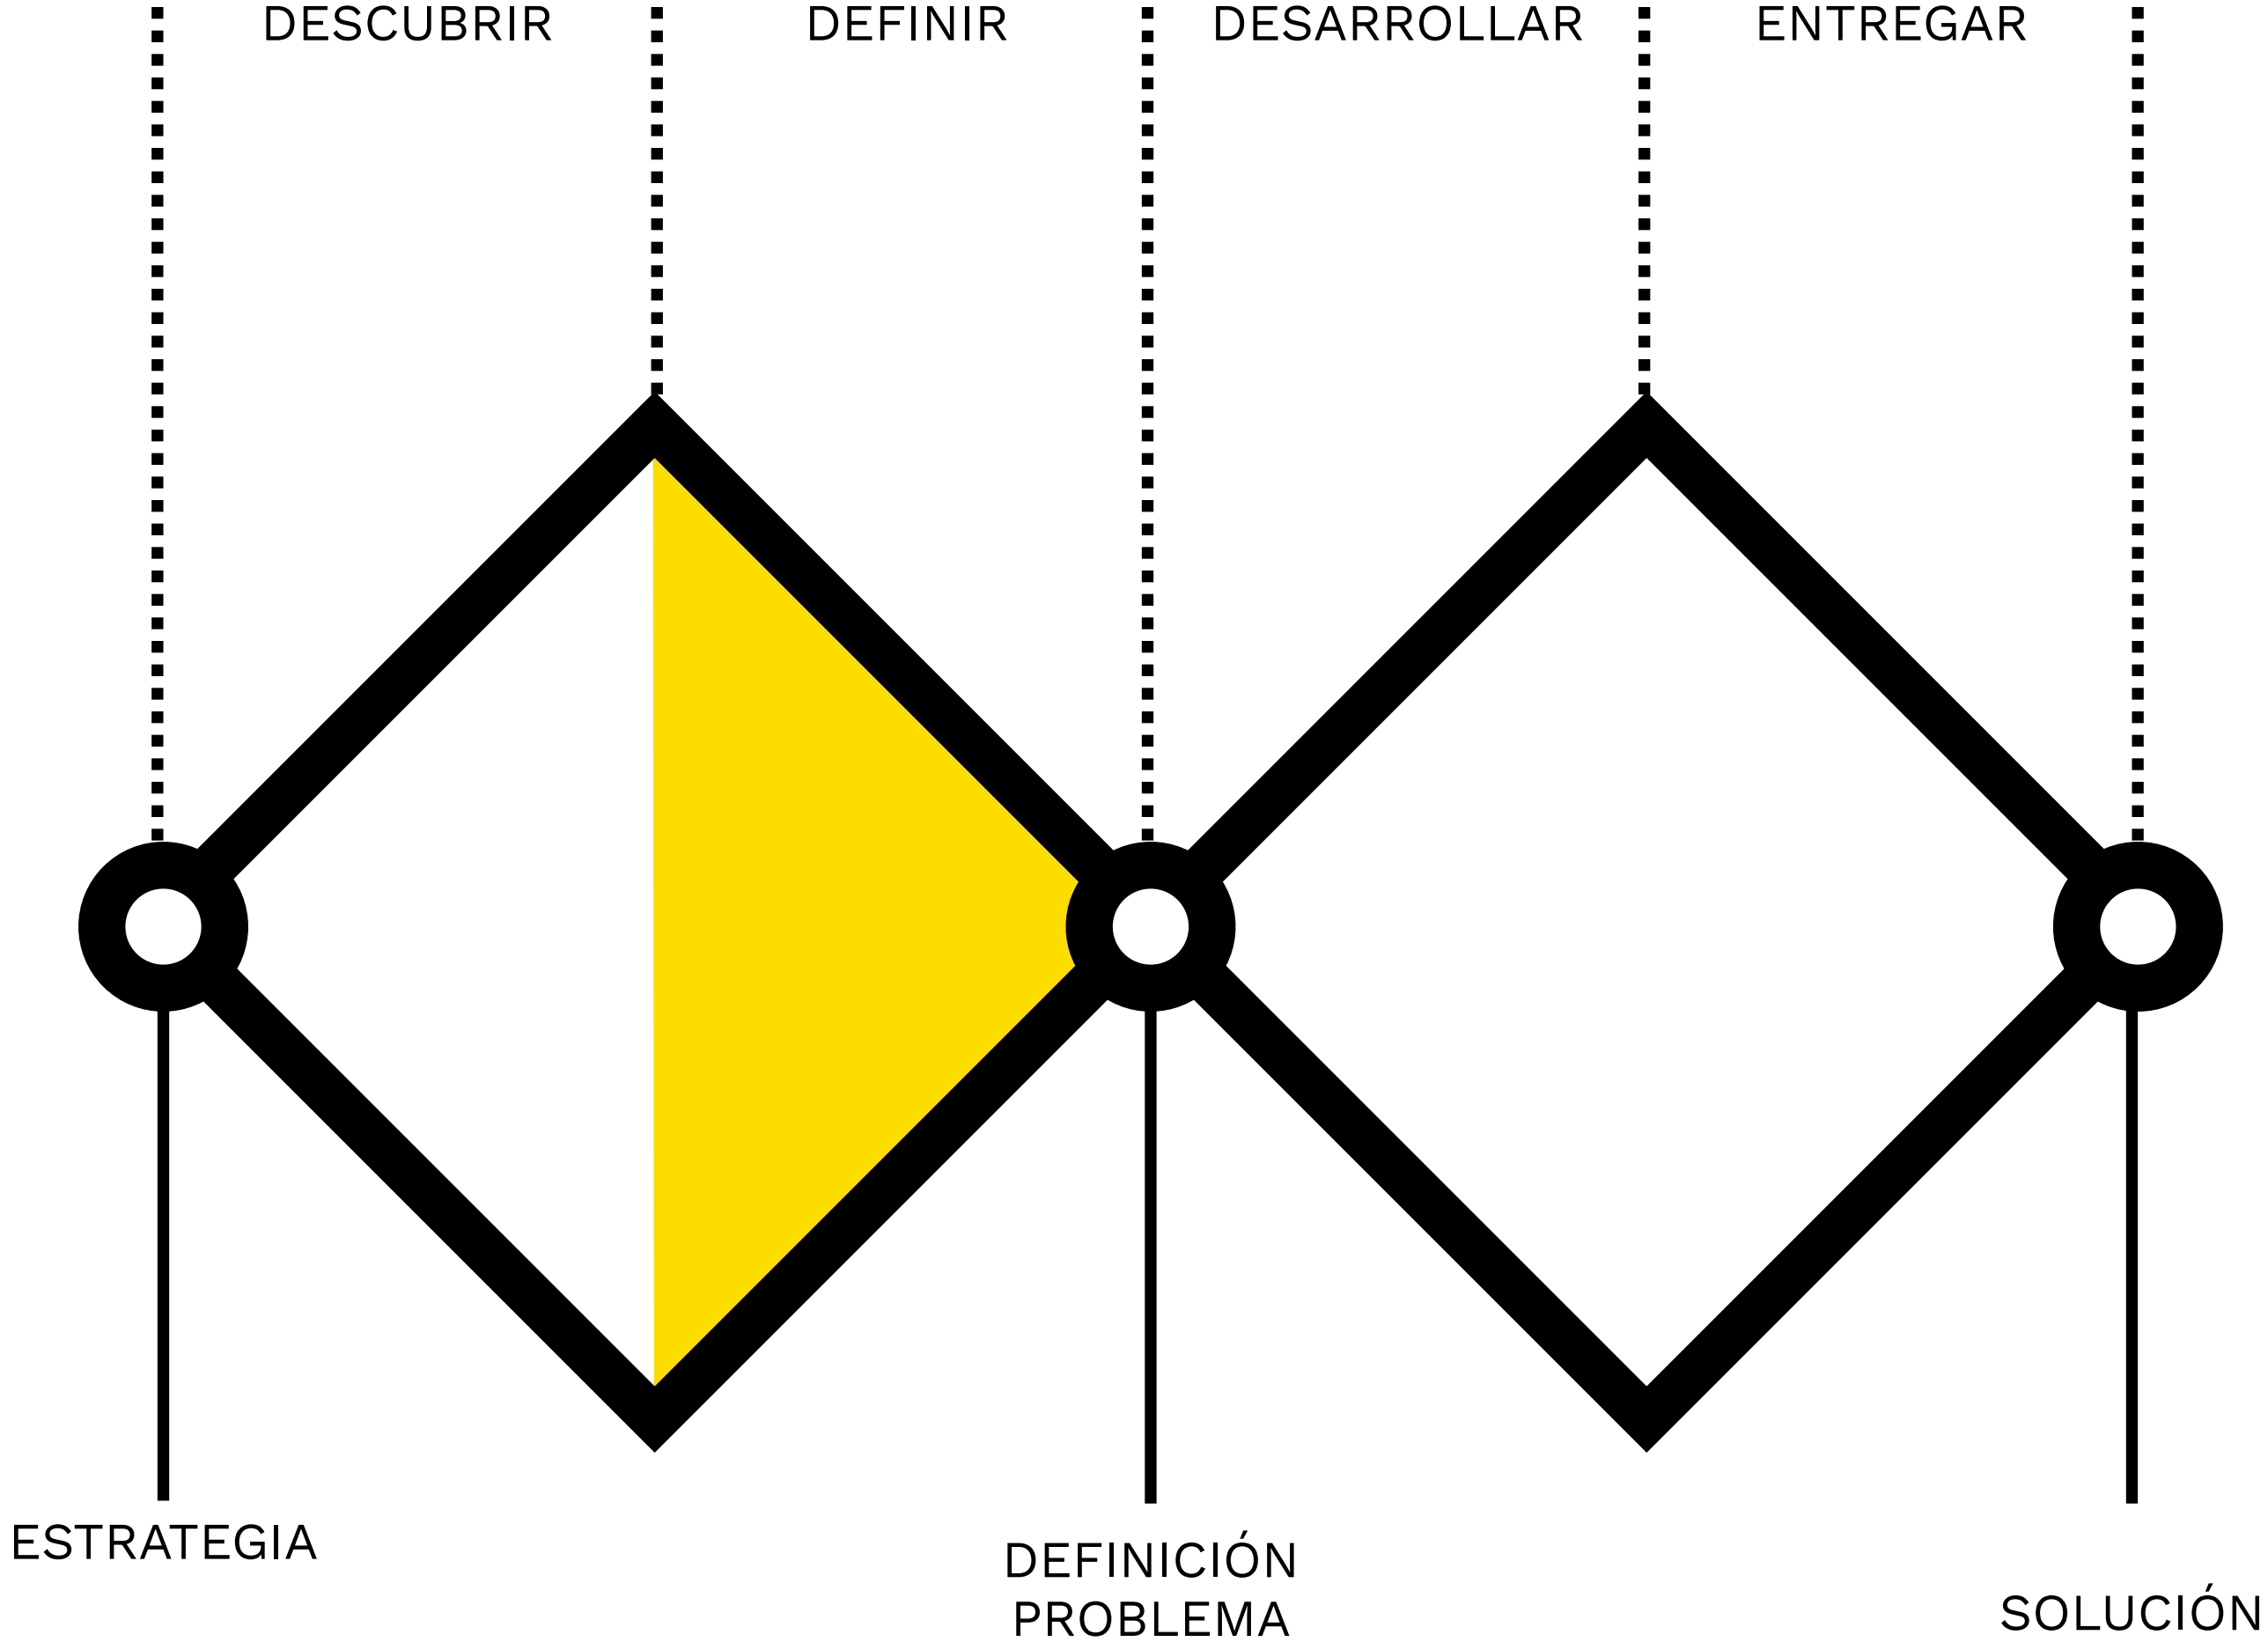 DESCUBRIR
DEFINIR
DESARROLLAR
ENTREGAR
ESTRATEGIA
DEFINICIÓN
PROBLEMA
SOLUCIÓN